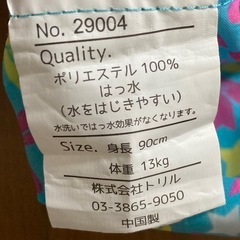 No. 29004
Quality.
ポリエステル 100%
はっ水
(水をはじきやすい)
水洗いではっ水効果がなくなります。
Size. 身長 90cm
体重 13kg
株式会社トリル
03-3865-9050
中国製